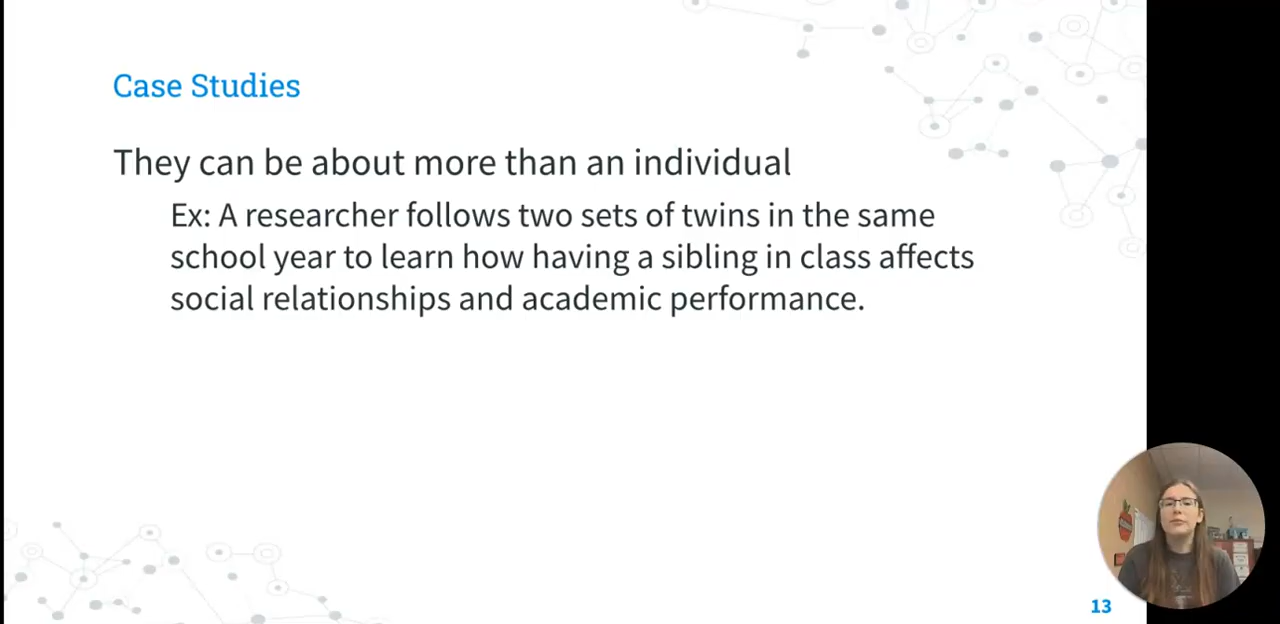 Case Studies
They can be about more than an individual
Ex: A researcher follows two sets of twins in the same
school year to learn how having a sibling in class affects
social relationships and academic performance.
13